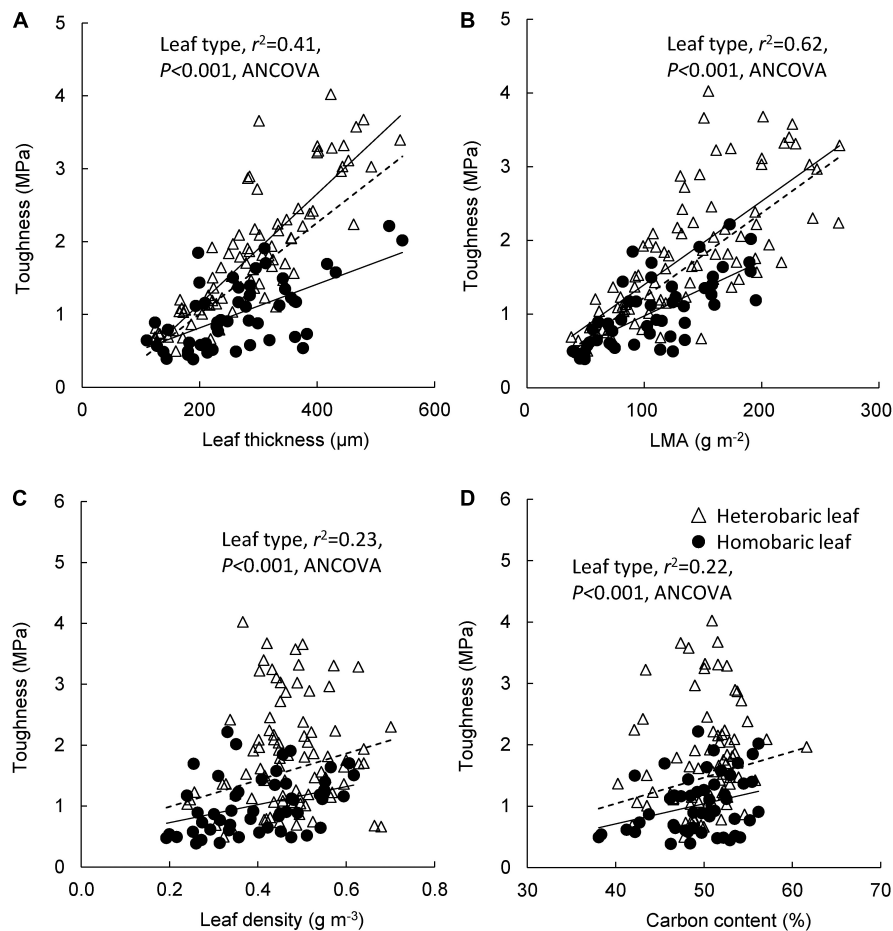 A
Leaf type, r²=0.41,
P<0.001, ANCOVA
Toughness (MPa)
5
4
3
2
1
0
0 200 400 600
Leaf thickness (μm)
B
Leaf type, r²=0.62,
P<0.001, ANCOVA
Toughness (MPa)
5
4
3
2
1
0
0 100 200 300
LMA (g m⁻²)
C
Leaf type, r²=0.23,
P<0.001, ANCOVA
Toughness (MPa)
6
5
4
3
2
1
0
0.0 0.2 0.4 0.6 0.8
Leaf density (g m⁻³)
D
Heterobaric leaf
Homobaric leaf
Leaf type, r²=0.22,
P<0.001, ANCOVA
Toughness (MPa)
6
5
4
3
2
1
0
30 40 50 60 70
Carbon content (%)